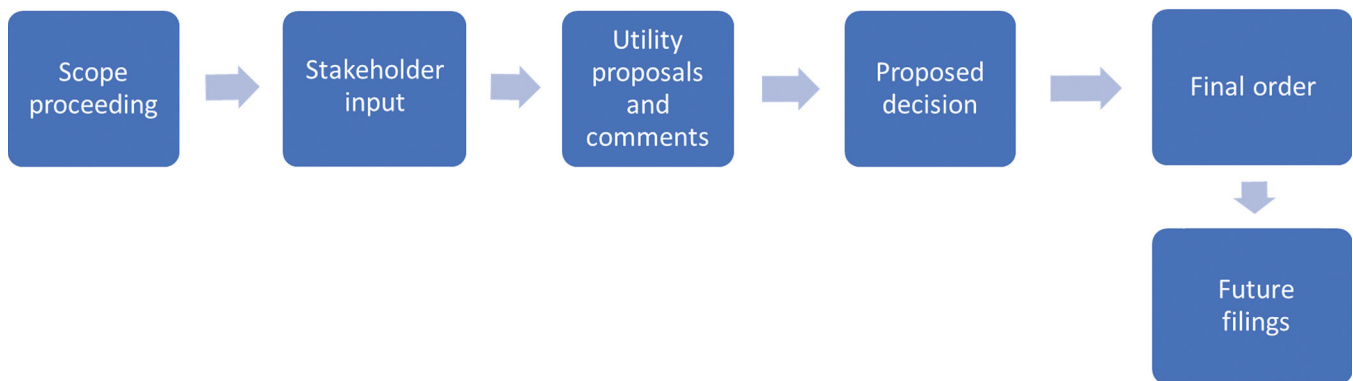 Scope
proceeding
Stakeholder
input
Utility
proposals
and
comments
Proposed
decision
Final order
Future
filings